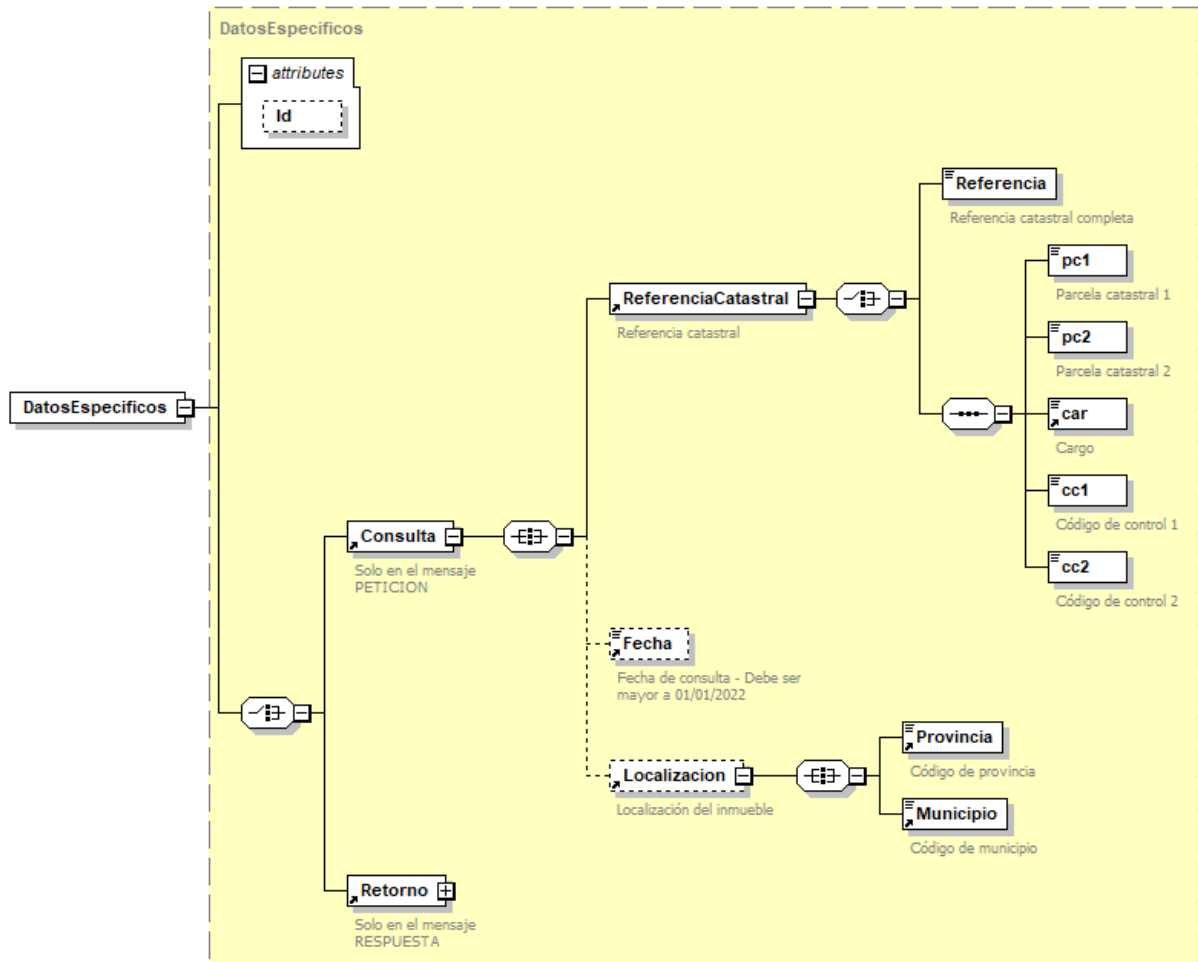 DatosEspecificos
attributes
Id
Referencia
Referencia catastral completa
pc1
Parcela catastral 1
ReferenciaCatastral
Referencia catastral
pc2
Parcela catastral 2
DatosEspecificos
car
Cargo
cc1
Código de control 1
Consulta
Solo en el mensaje
PETICION
cc2
Código de control 2
Fecha
Fecha de consulta - Debe ser
mayor a 01/01/2022
Provincia
Código de provincia
Localizacion
Localización del inmueble
Municipio
Código de municipio
Retorno
Solo en el mensaje
RESPUESTA